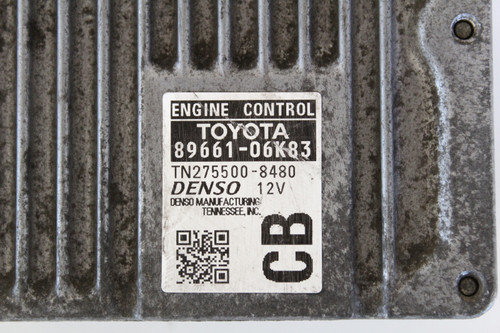 ENGINE CONTROL
TOYOTA
89661-06K83
TN275500-8480
DENSO 12V
DENSO MANUFACTURING
TENNESSEE, INC.
CB